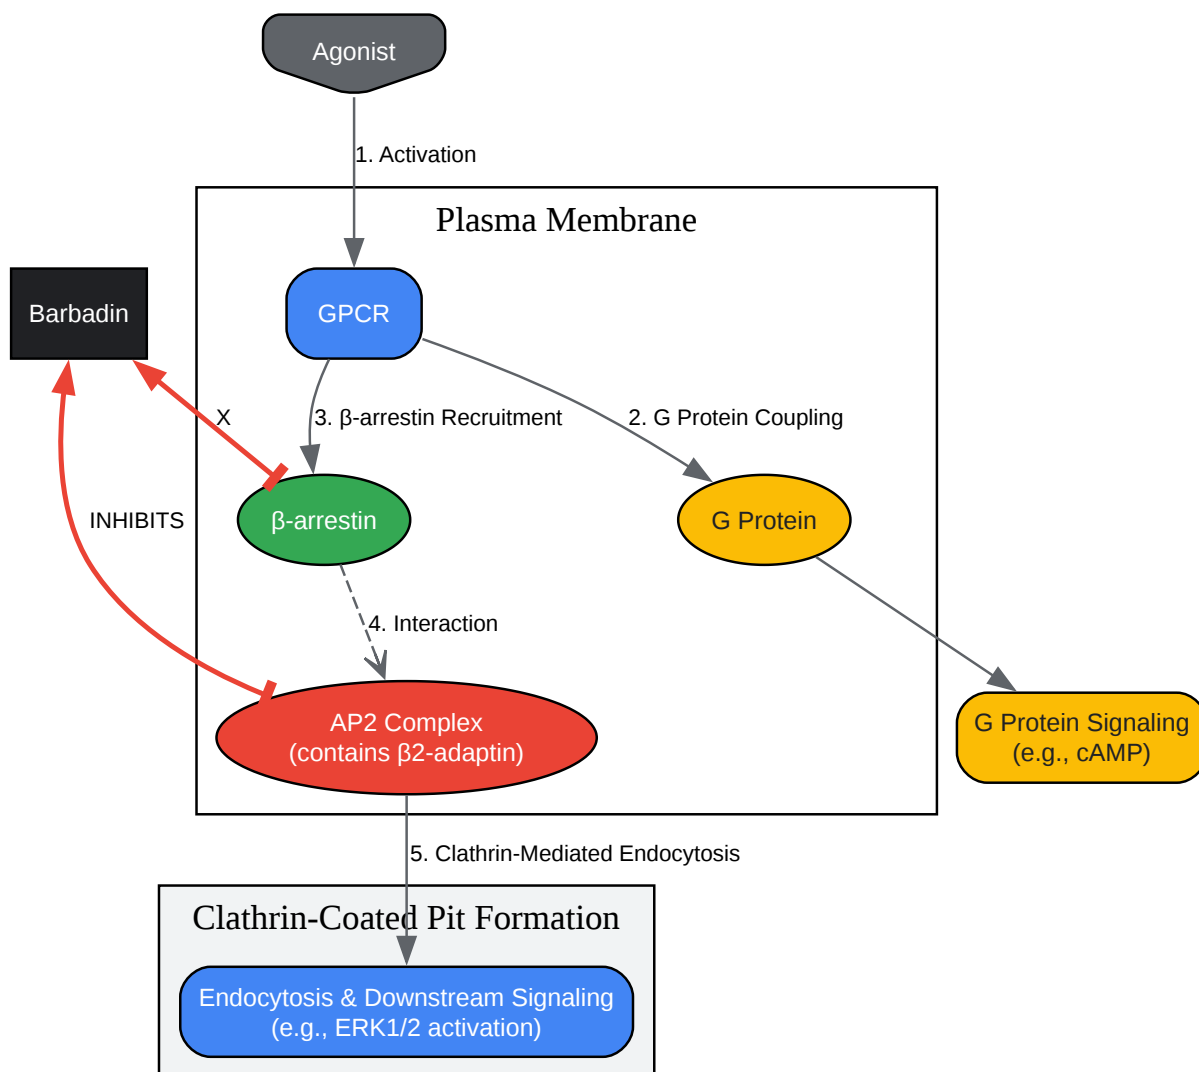 Agonist
1. Activation
Plasma Membrane
Barbadin
GPCR
X
3. β-arrestin Recruitment
2. G Protein Coupling
INHIBITS
β-arrestin
G Protein
4. Interaction
AP2 Complex
(contains β2-adaptin)
G Protein Signaling
(e.g., cAMP)
5. Clathrin-Mediated Endocytosis
Clathrin-Coated Pit Formation
Endocytosis & Downstream Signaling
(e.g., ERK1/2 activation)